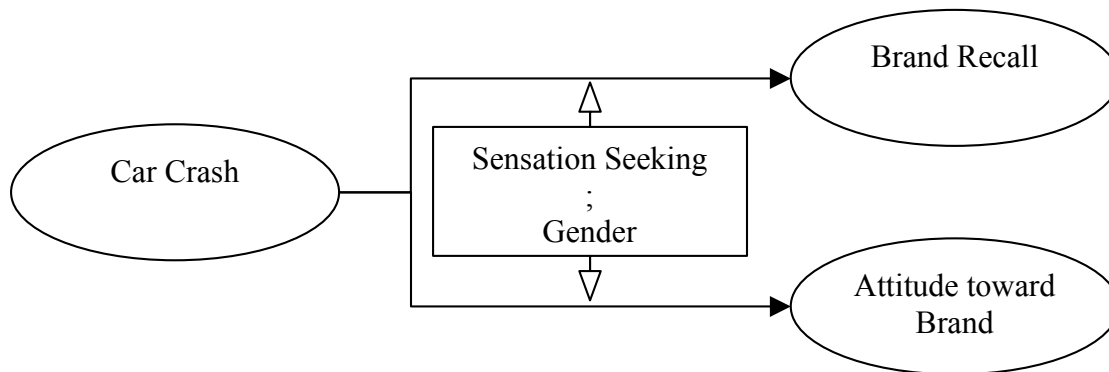 Brand Recall
Car Crash
Sensation Seeking
;
Gender
Attitude toward
Brand